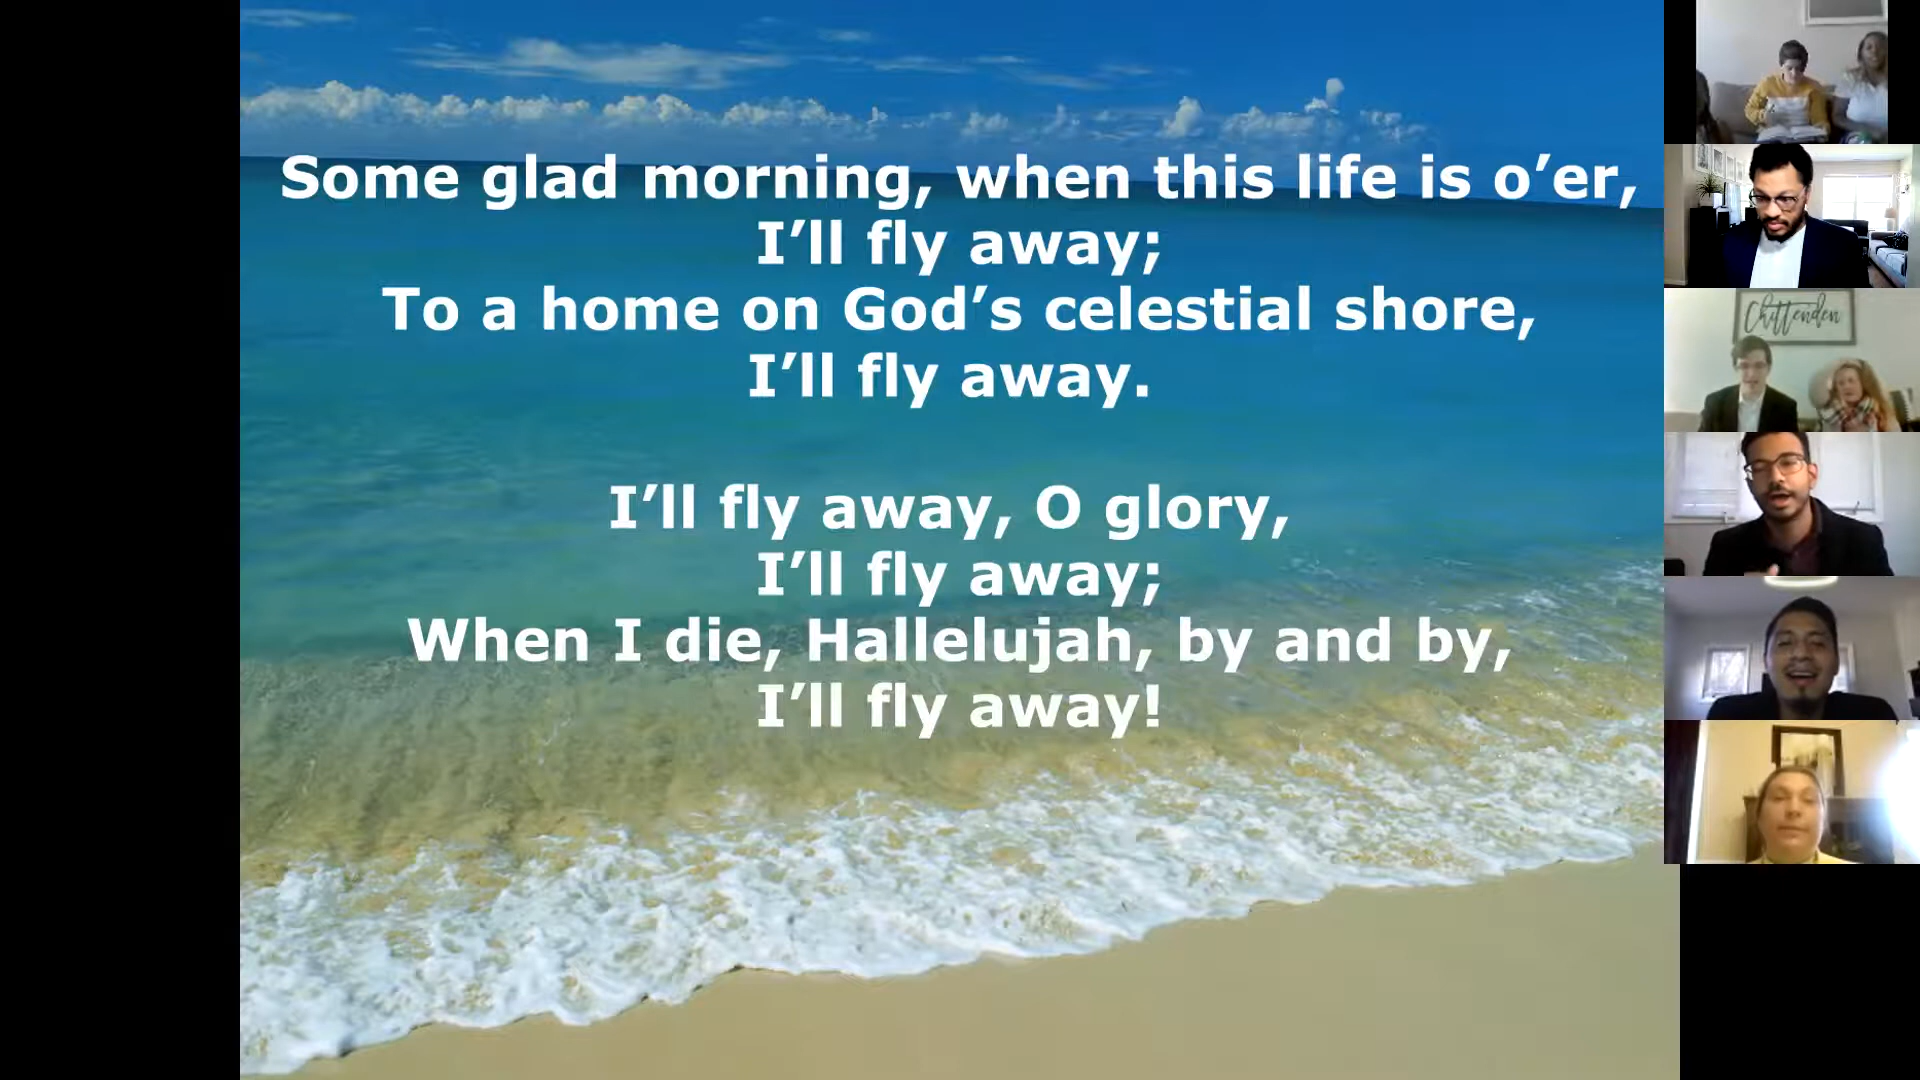 Some glad morning, when this life is o’er,
I’ll fly away;
To a home on God’s celestial shore,
I’ll fly away.
I’ll fly away, O glory,
I’ll fly away;
When I die, Hallelujah, by and by,
I’ll fly away!
Chittenden